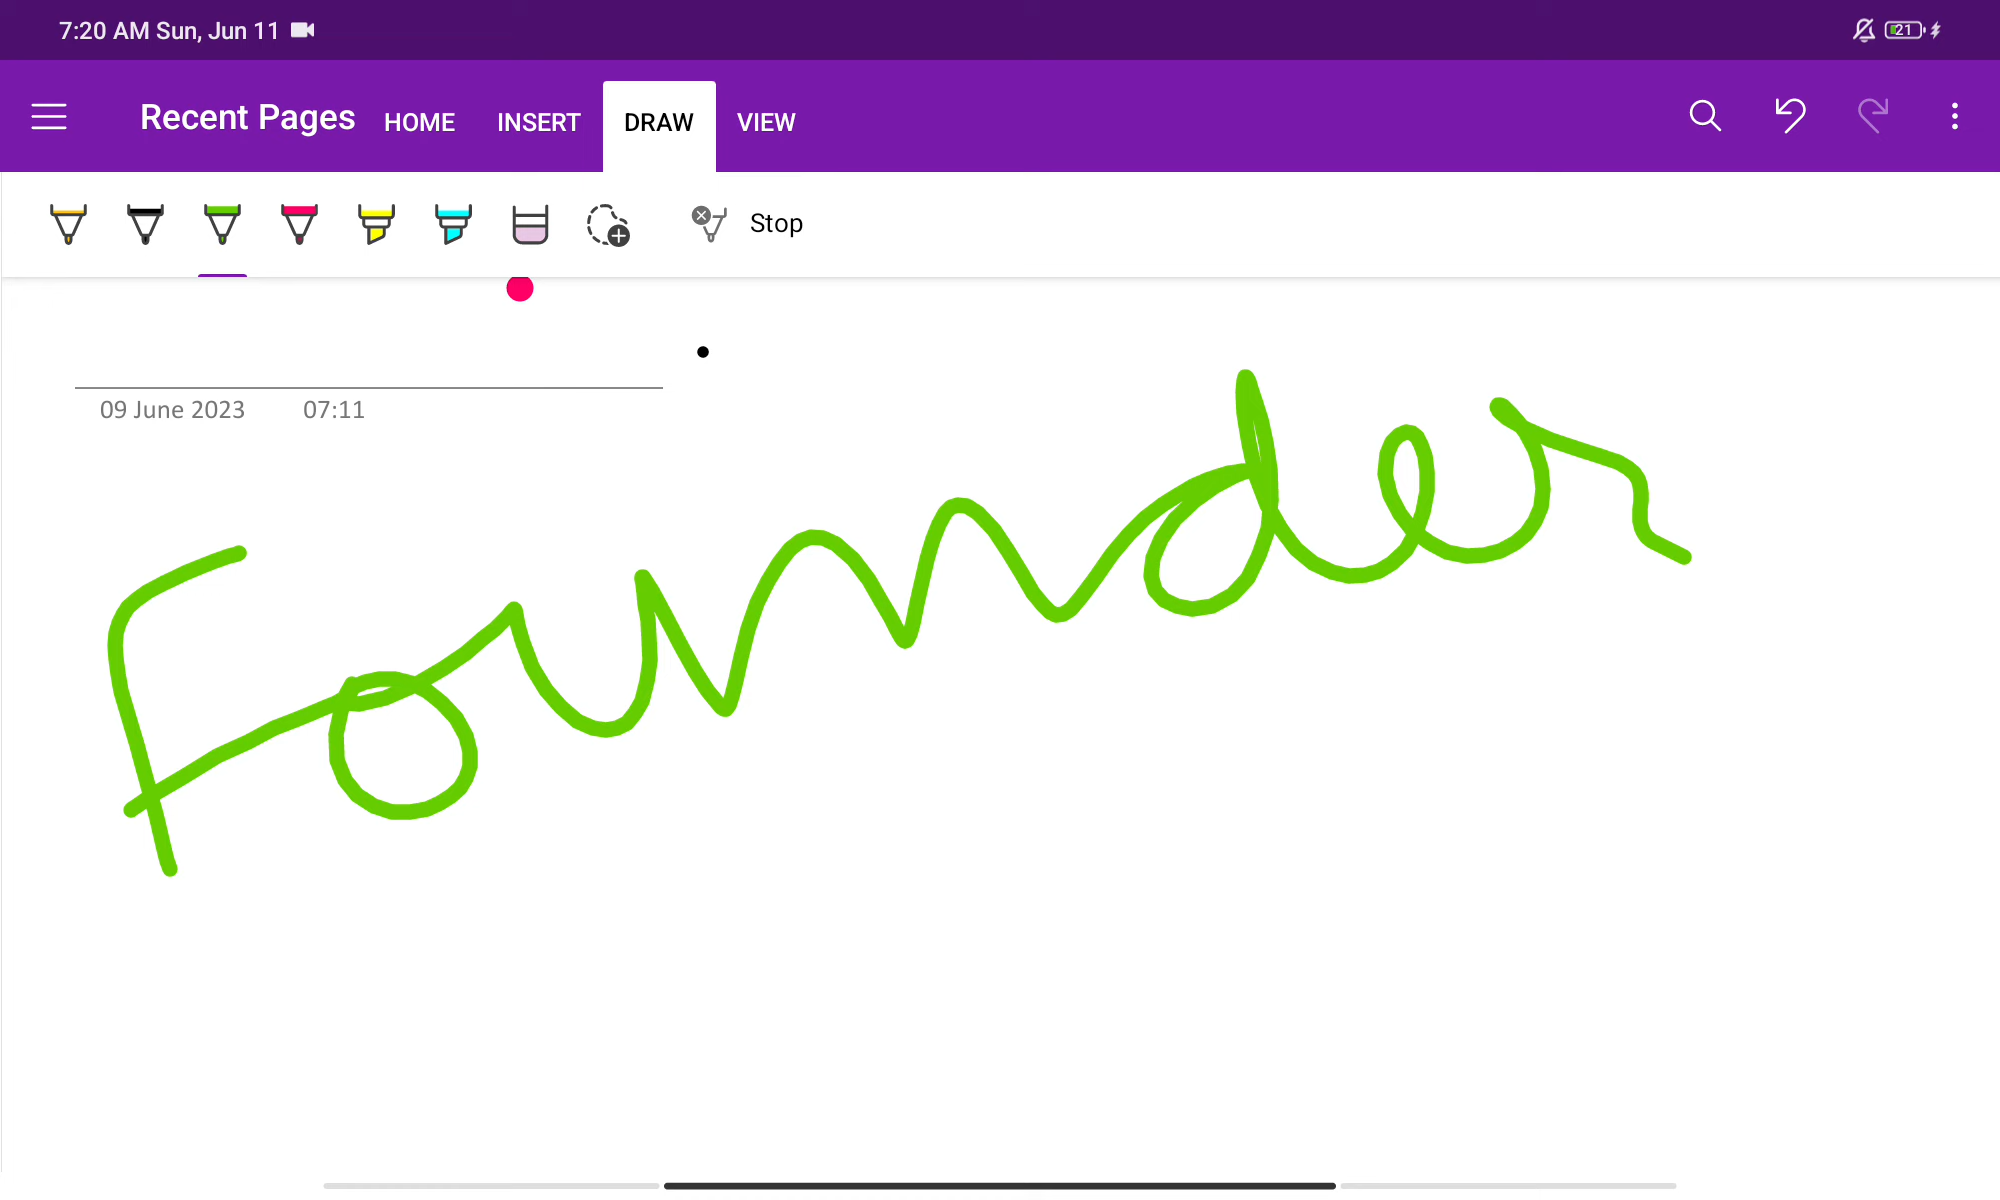 7:20 AM Sun, Jun 11
21
Recent Pages HOME INSERT DRAW VIEW
Stop
09 June 2023 07:11
Founder